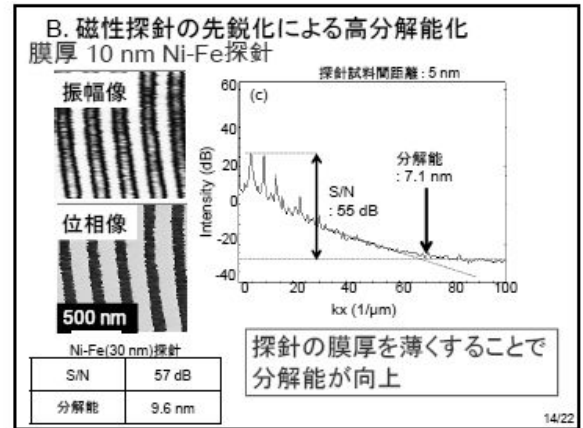 B. 磁性探針の先鋭化による高分解能化
膜厚 10 nm Ni-Fe探針
振幅像
位相像
500 nm
探針試料間距離 : 5 nm
(c)
Intensity (dB)
60
40
20
0
-20
-40
S/N
: 55 dB
分解能
: 7.1 nm
0 20 40 60 80 100
kx (1/μm)
Ni-Fe(30 nm)探針
S/N 57 dB
分解能 9.6 nm
探針の膜厚を薄くすることで
分解能が向上
14/22